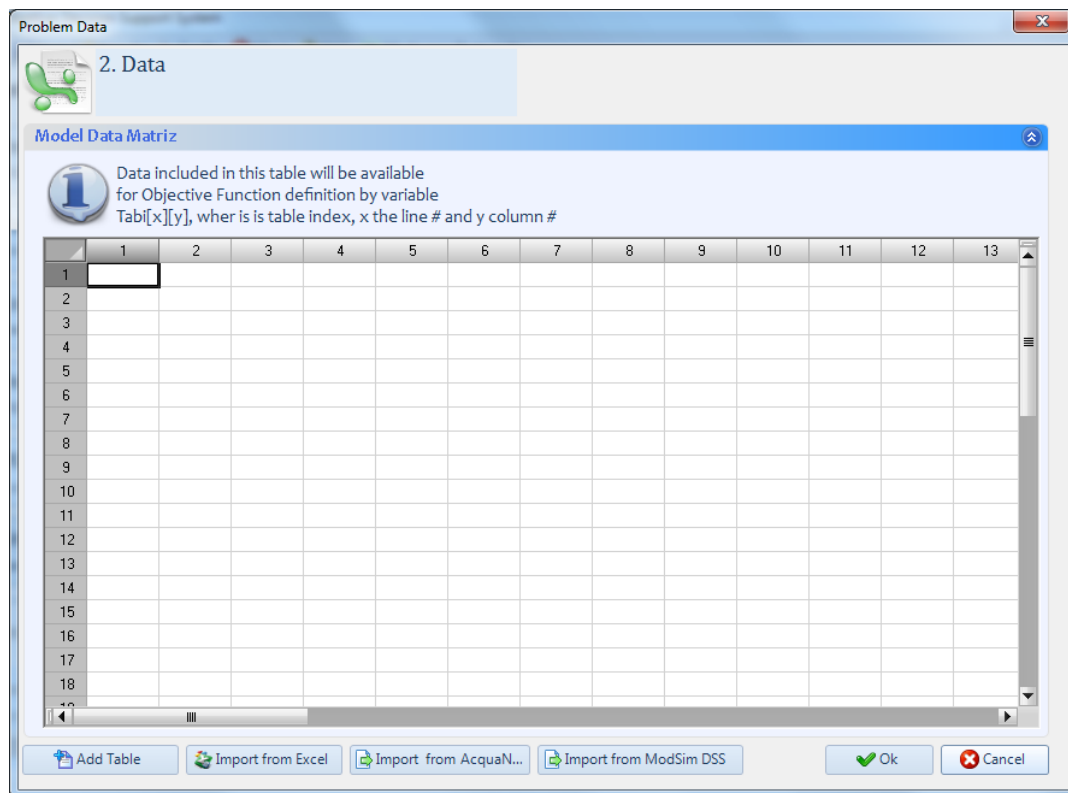 Problem Data
2. Data
Model Data Matriz
Data included in this table will be available
for Objective Function definition by variable
Tabi[x][y], wher is is table index, x the line # and y column #
1 2 3 4 5 6 7 8 9 10 11 12 13
1
2
3
4
5
6
7
8
9
10
11
12
13
14
15
16
17
18
Add Table Import from Excel Import from AcquaN... Import from ModSim DSS Ok Cancel